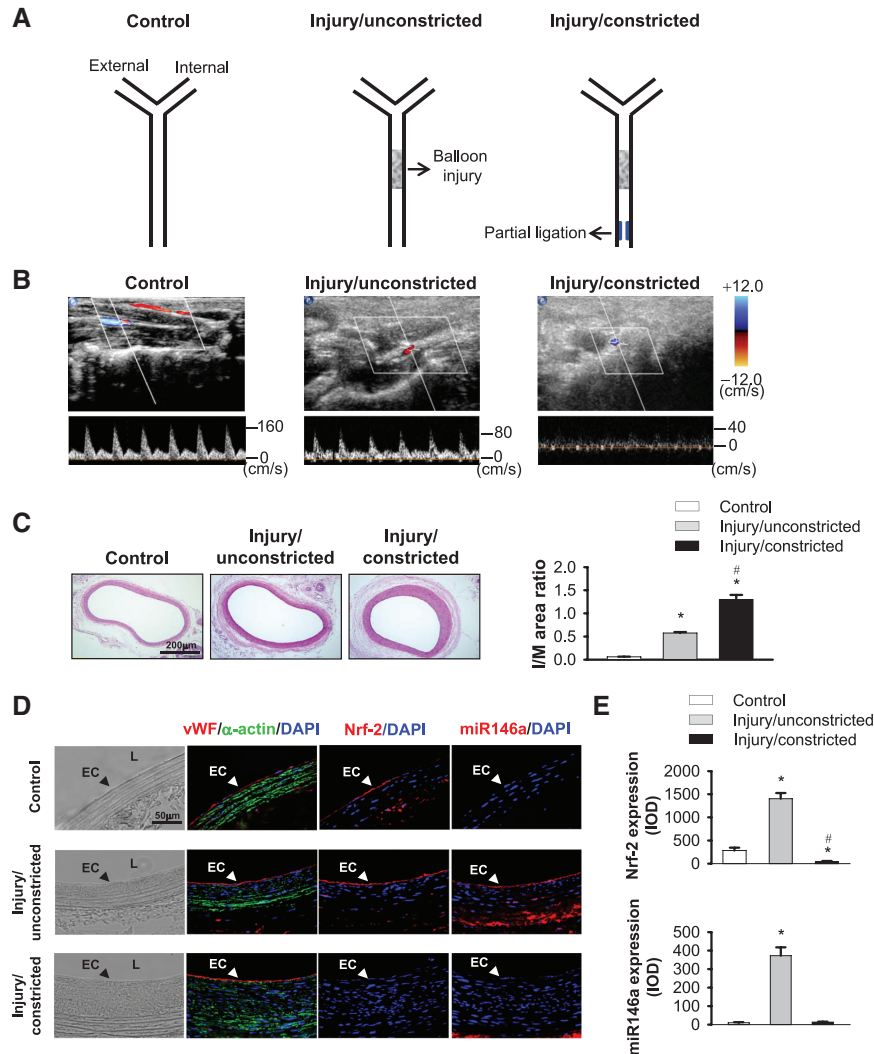 A
Control
Injury/unconstricted
Injury/constricted
External
Internal
Balloon
injury
Partial ligation
B
Control
Injury/unconstricted
Injury/constricted
+12.0
−12.0
(cm/s)
160
0
(cm/s)
80
0
(cm/s)
40
0
(cm/s)
C
Control
Injury/
unconstricted
Injury/
constricted
200μm
Control
Injury/unconstricted
Injury/constricted
I/M area ratio
2.0
1.5
1.0
0.5
0.0
*
#
*
D
vWF/α-actin/DAPI
Nrf-2/DAPI
miR146a/DAPI
Control
L
EC
50μm
EC
EC
EC
Injury/
unconstricted
L
EC
EC
EC
EC
Injury/
constricted
L
EC
EC
EC
EC
E
Control
Injury/unconstricted
Injury/constricted
Nrf-2 expression
(IOD)
2000
1500
1000
500
0
*
#
*
miR146a expression
(IOD)
500
400
300
200
100
0
*